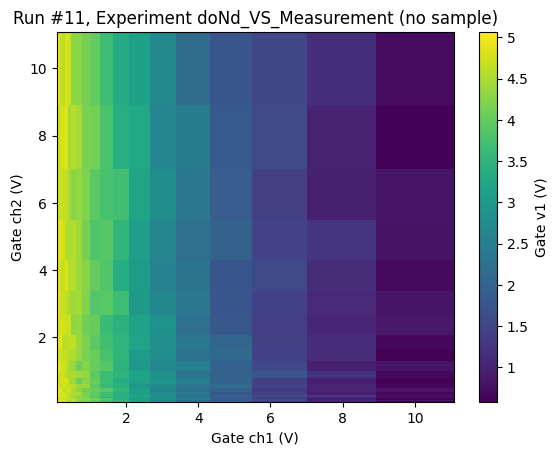 Run #11, Experiment doNd_VS_Measurement (no sample)
Gate ch2 (V)
10
8
6
4
2
2 4 6 8 10
Gate ch1 (V)
5
4.5
4
3.5
3
2.5
2
1.5
1
Gate v1 (V)